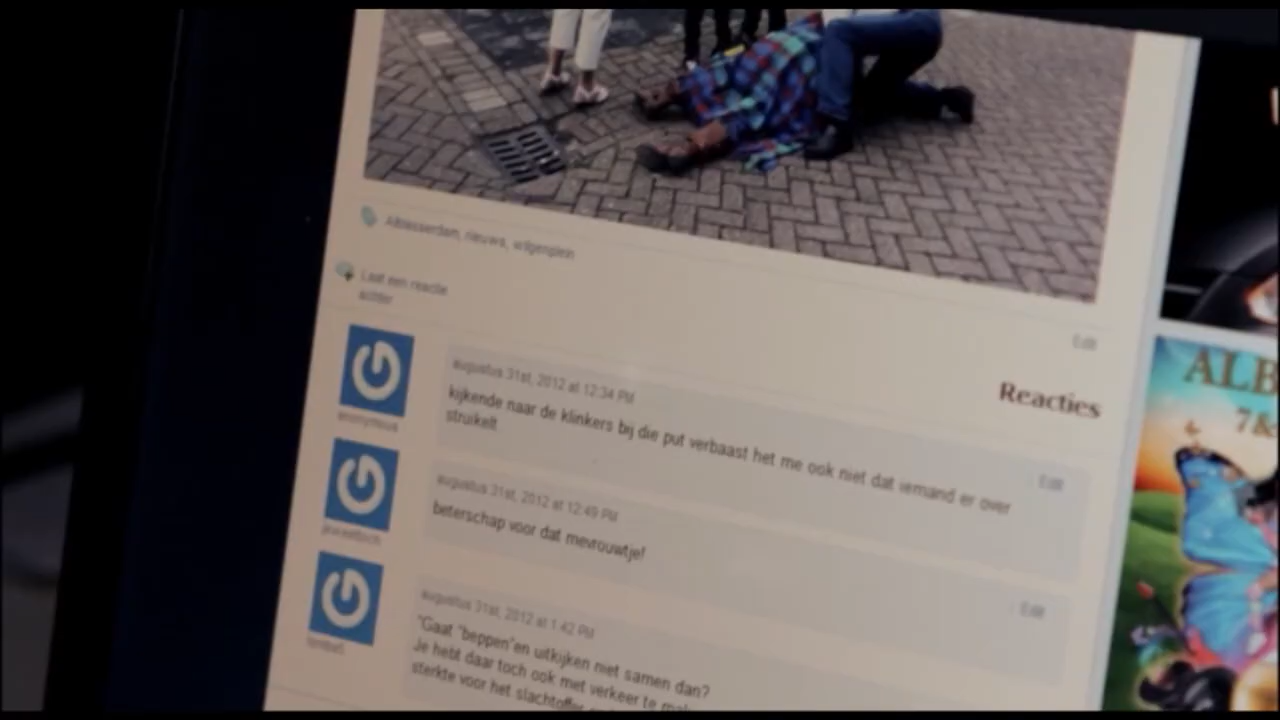 Alblasserdam, nieuws, wilgenplein
Laat een reactie
achter
Edit
Reacties
augustus 31st, 2012 at 12:34 PM
Edit
kijkende naar de klinkers bij die put verbaast het me ook niet dat iemand er over
struikelt
anonymous
augustus 31st, 2012 at 12:49 PM
Edit
beterschap voor dat mevrouwtje!
augustus 31st, 2012 at 1:42 PM
"Gaat "beppen"en uitkijken niet samen dan?
Je hebt daar toch ook met verkeer te
sterkte voor het slachtoffer
ALB
7&